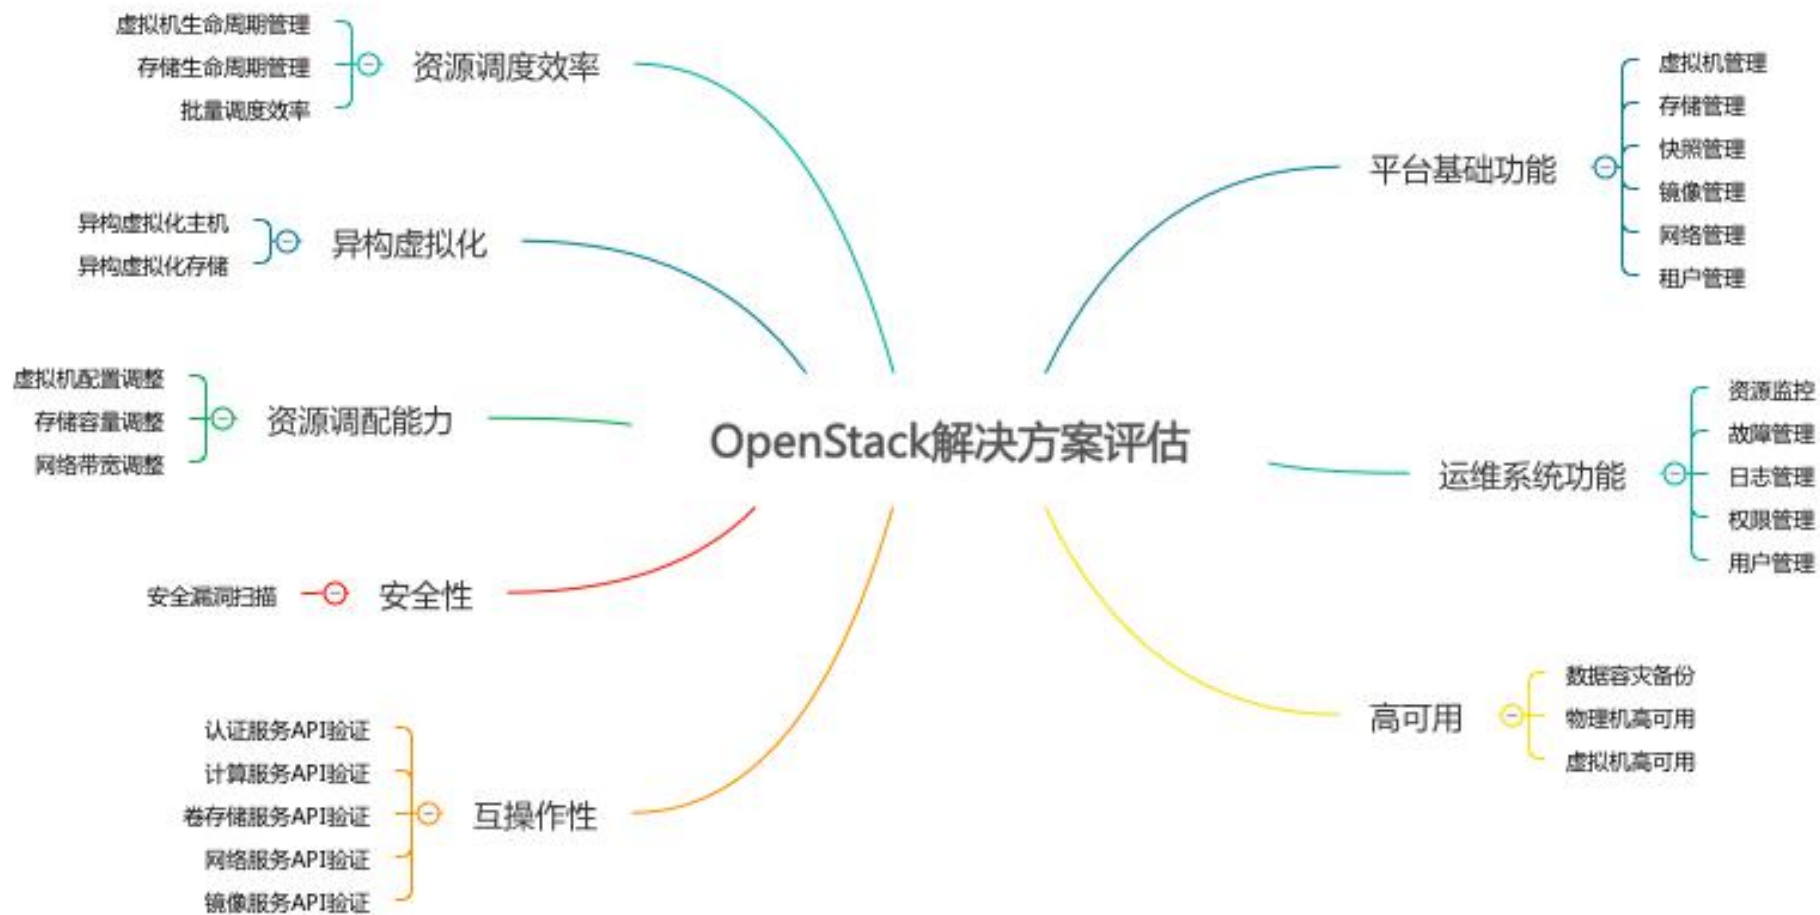 OpenStack解决方案评估
平台基础功能
虚拟机管理
存储管理
快照管理
镜像管理
网络管理
租户管理
运维系统功能
资源监控
故障管理
日志管理
权限管理
用户管理
高可用
数据容灾备份
物理机高可用
虚拟机高可用
资源调度效率
虚拟机生命周期管理
存储生命周期管理
批量调度效率
异构虚拟化
异构虚拟化主机
异构虚拟化存储
资源调配能力
虚拟机配置调整
存储容量调整
网络带宽调整
安全性
安全漏洞扫描
互操作性
认证服务API验证
计算服务API验证
卷存储服务API验证
网络服务API验证
镜像服务API验证